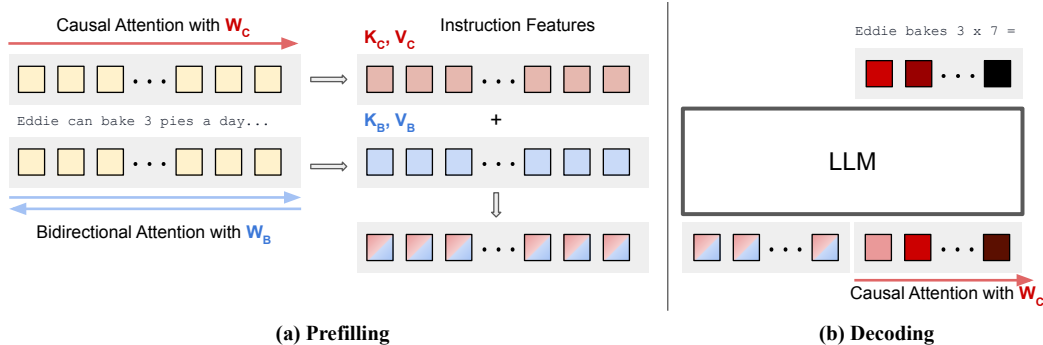 Causal Attention with W_C
Instruction Features
K_C, V_C
Eddie can bake 3 pies a day...
K_B, V_B
+
Bidirectional Attention with W_B
(a) Prefilling
Eddie bakes 3 x 7 =
LLM
Causal Attention with W_C
(b) Decoding